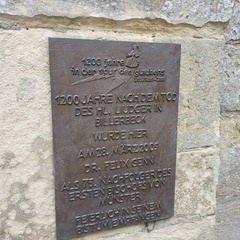 1200 Jahre
in der spur des glaubens
1200 JAHRE NACH DEM TOD
DES HL. LIUDGER IN
BILLERBECK
WURDE HIER
AM 28. MÄRZ 2009
DR. FELIX GENN
ALS 76. NACHFOLGER DES
ERSTEN BISCHOFS VON
MÜNSTER
FEIERLICH IN SEINEM
BISTUM EMPFANGEN